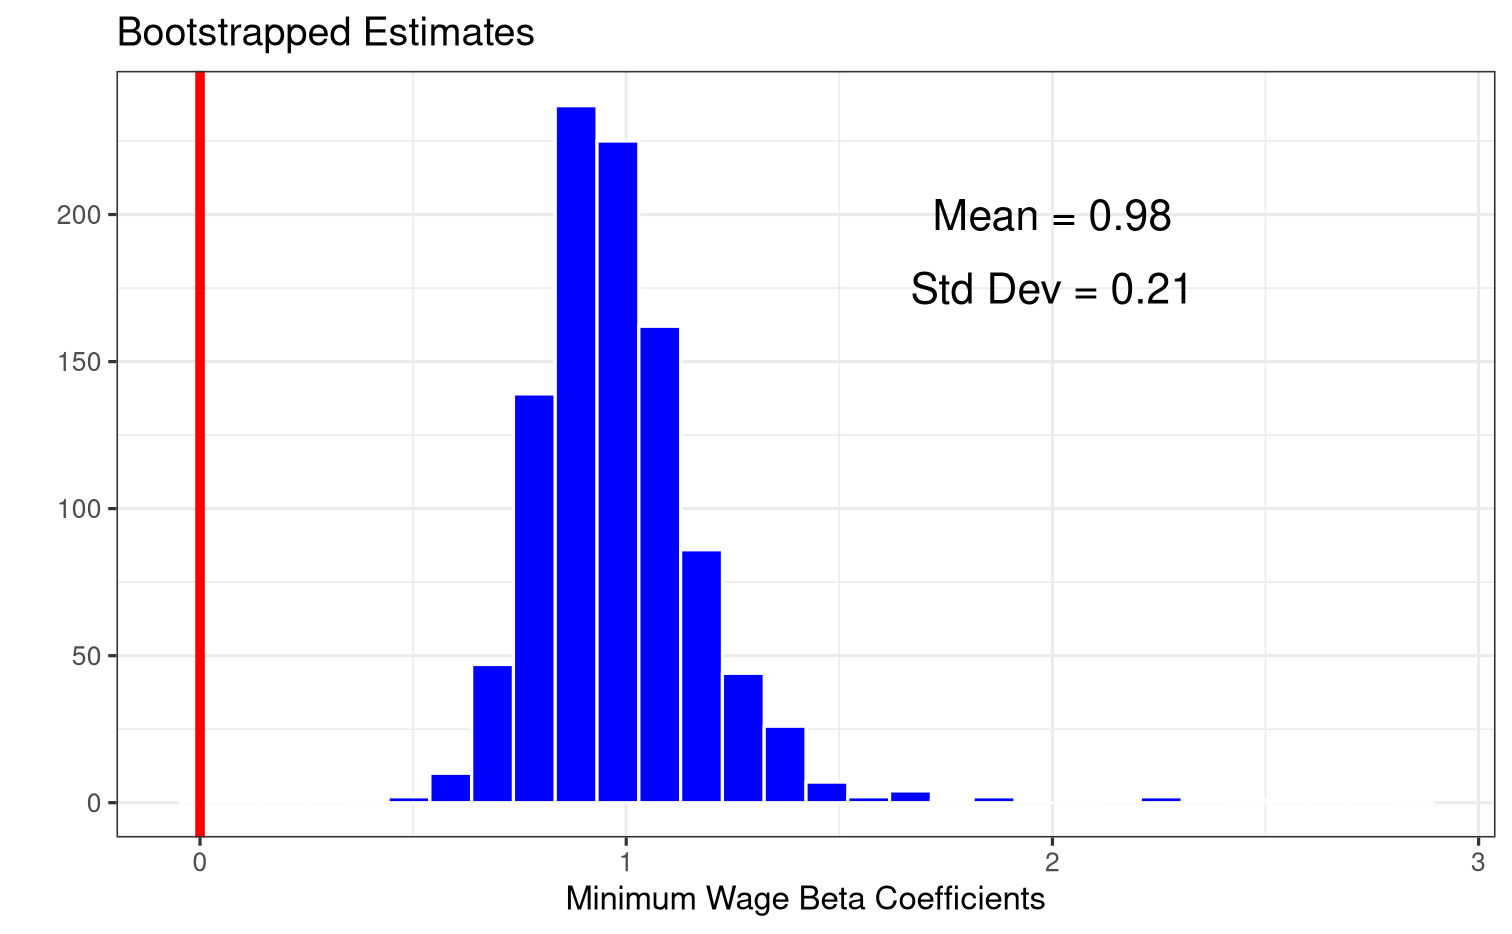 Bootstrapped Estimates
200
150
100
50
0
Mean = 0.98
Std Dev = 0.21
0 1 2 3
Minimum Wage Beta Coefficients